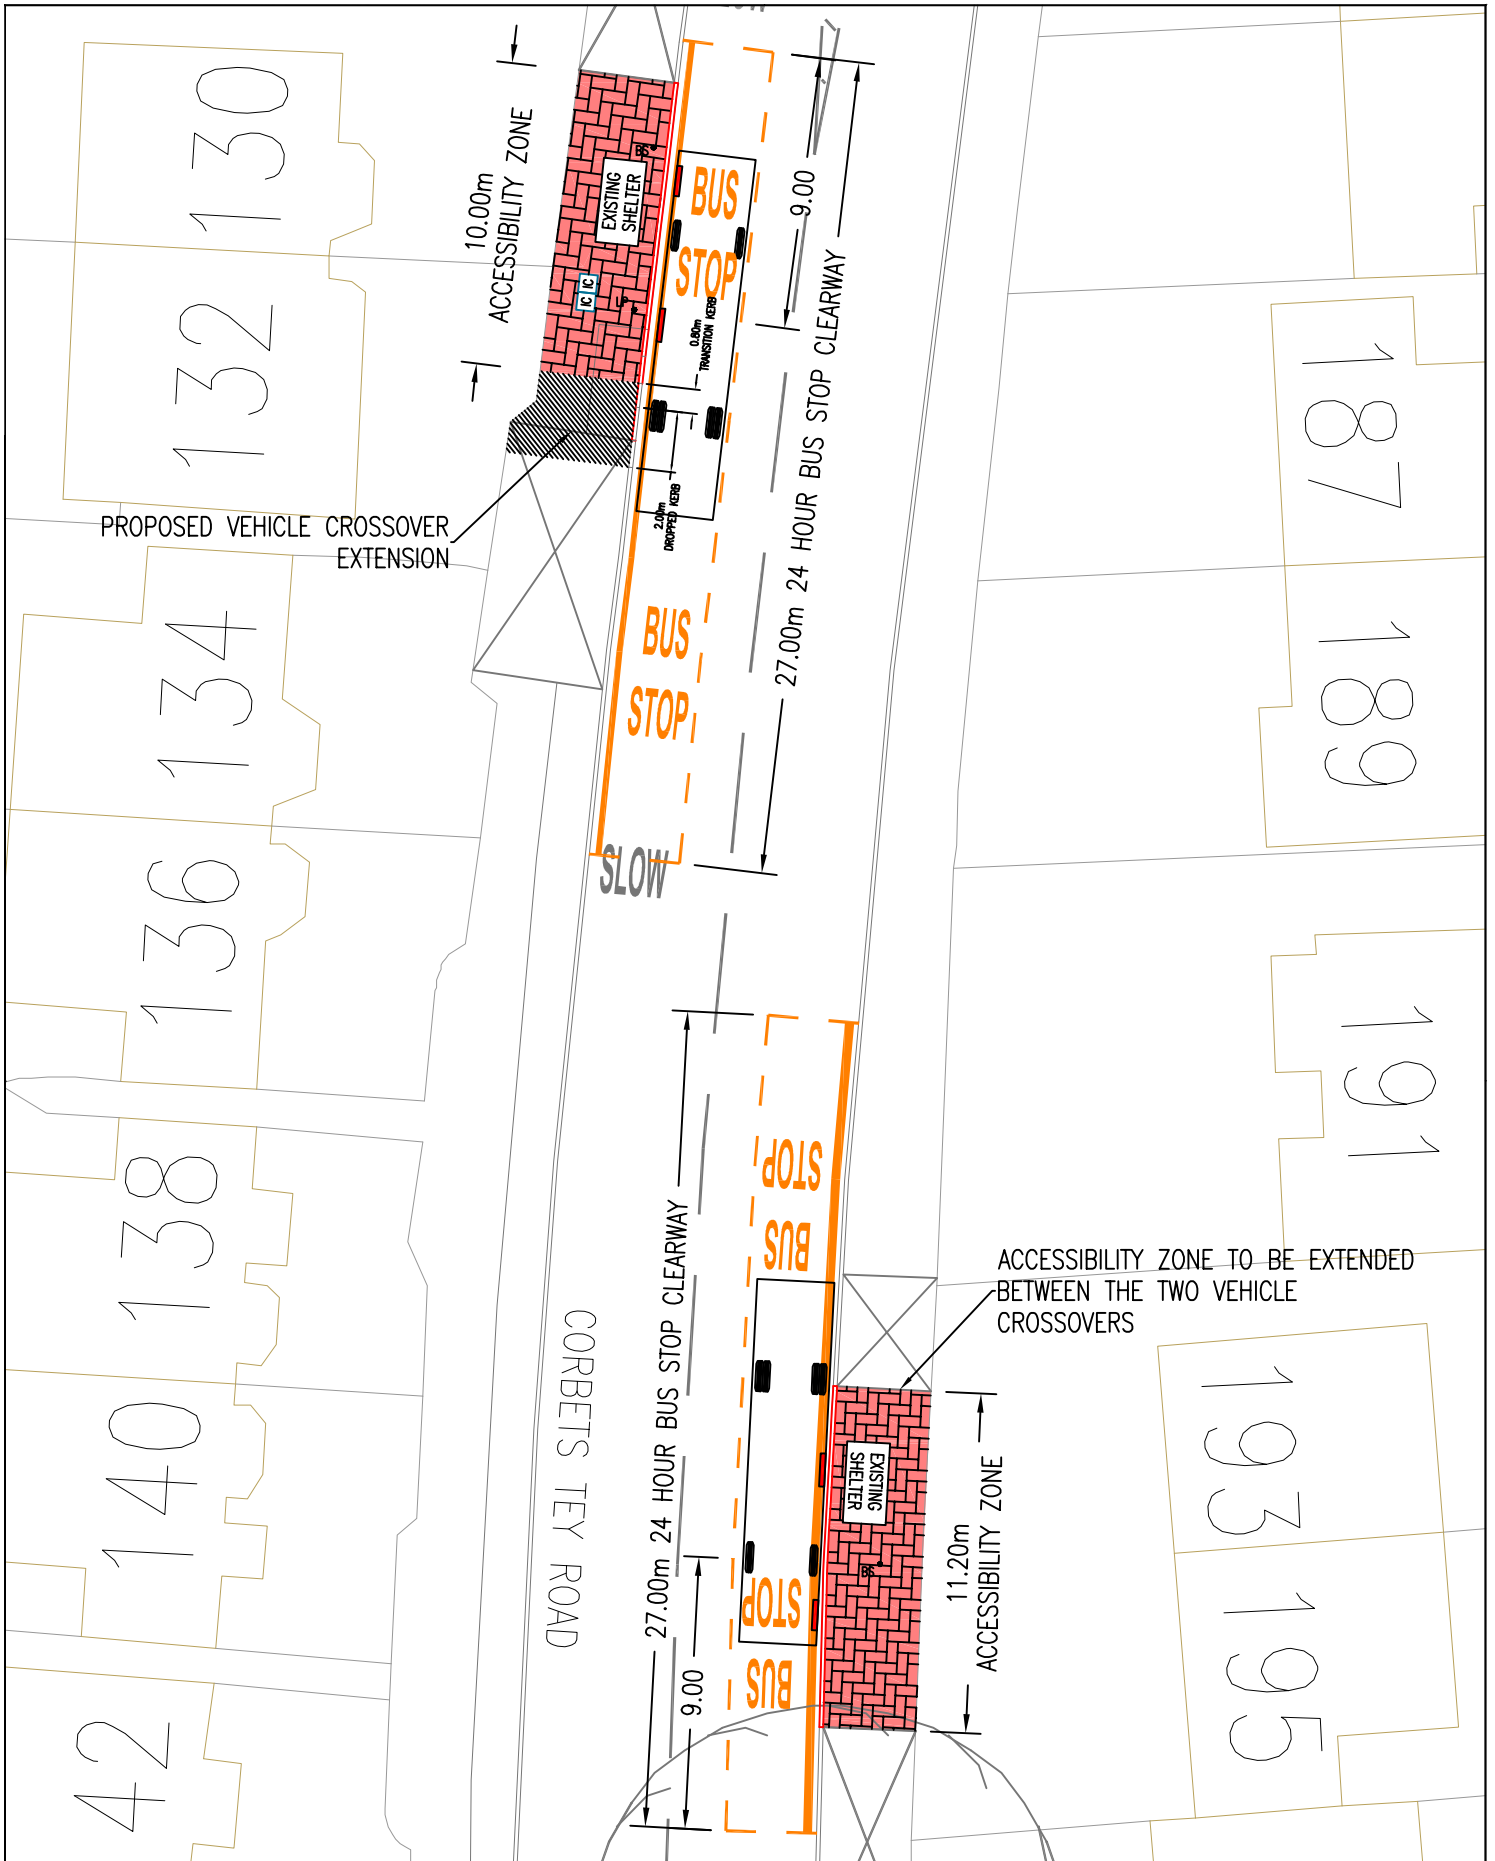 130
132
134
136
138
140
42
187
189
191
193
195
10.00m
ACCESSIBILITY ZONE
BS
EXISTING
SHELTER
IC IC
LP
BUS
STOP
9.00
0.80m
TRANSITION KERB
2.00m
DROPPED KERB
27.00m 24 HOUR BUS STOP CLEARWAY
PROPOSED VEHICLE CROSSOVER
EXTENSION
BUS
STOP
SLOW
STOP
BUS
27.00m 24 HOUR BUS STOP CLEARWAY
CORBETS TEY ROAD
ACCESSIBILITY ZONE TO BE EXTENDED
BETWEEN THE TWO VEHICLE
CROSSOVERS
EXISTING
SHELTER
BS
11.20m
ACCESSIBILITY ZONE
STOP
BUS
9.00